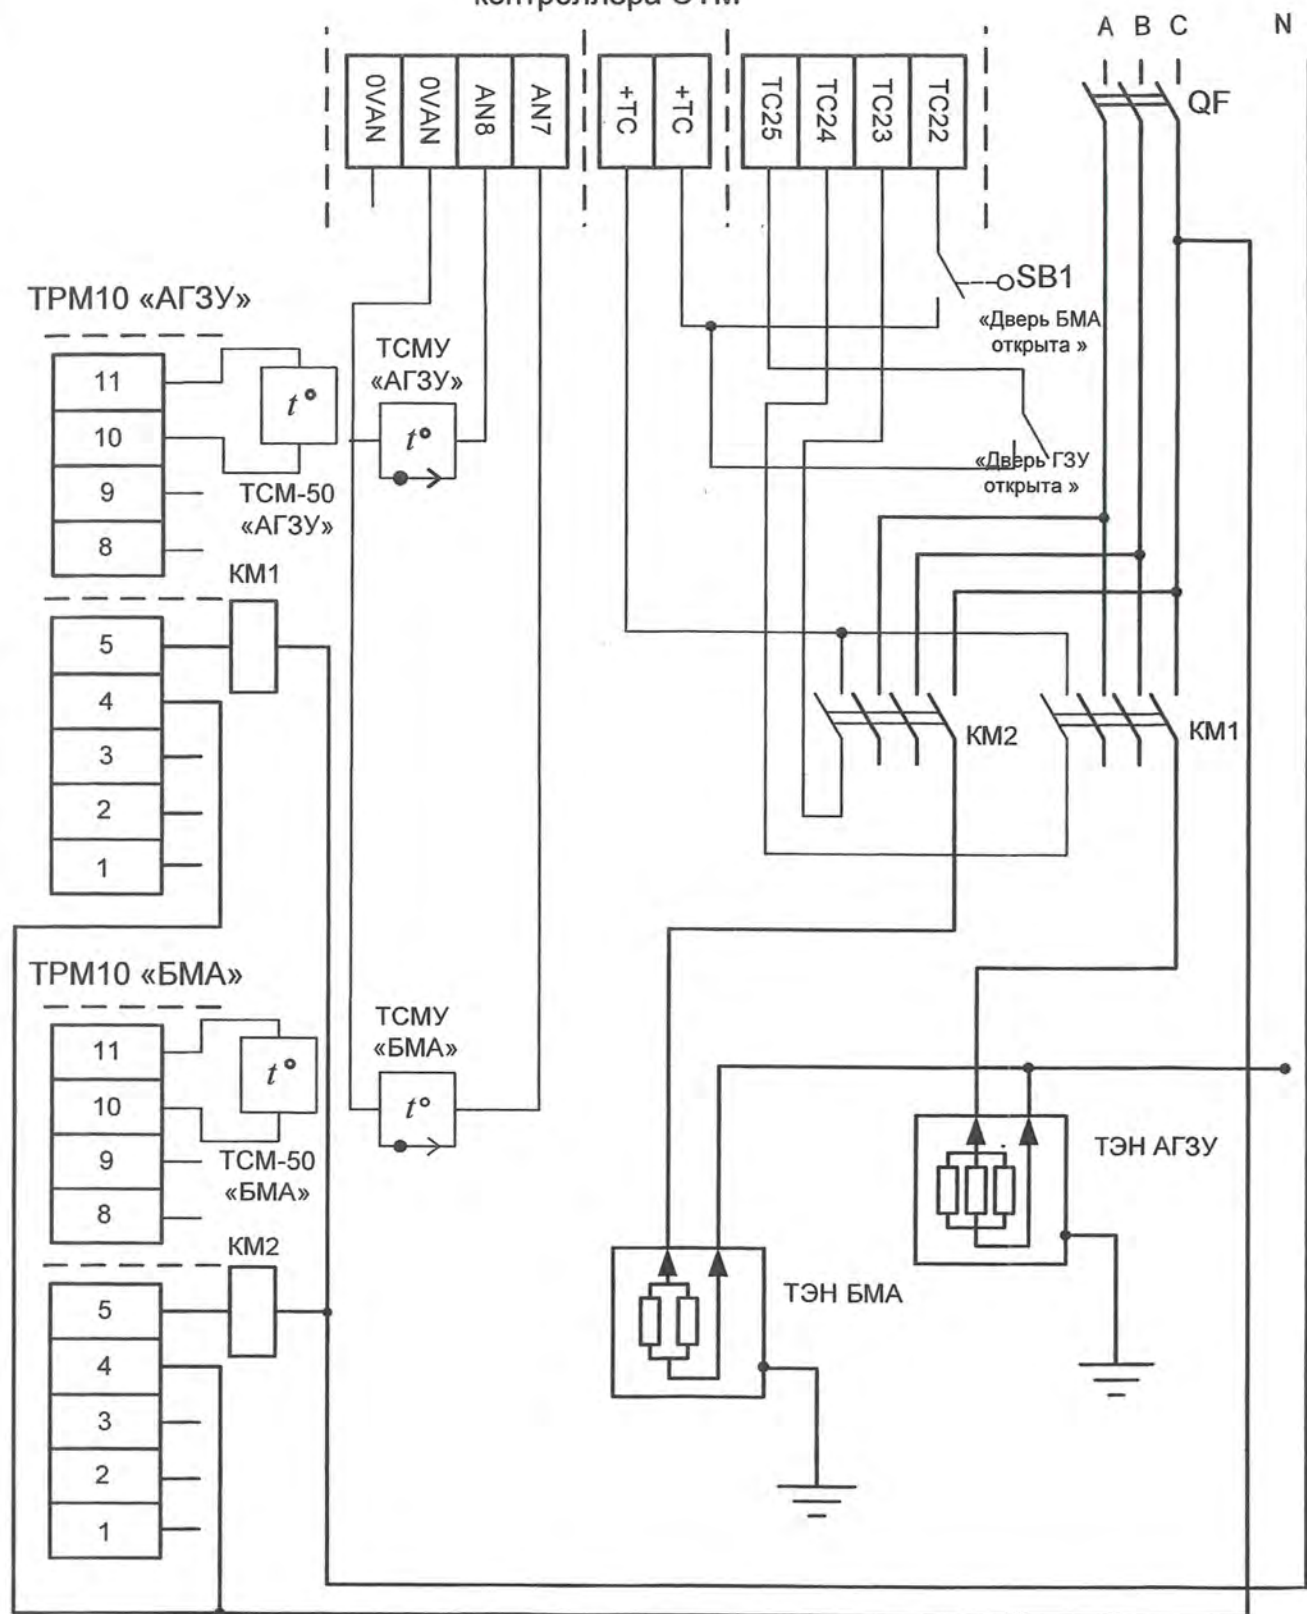 A B C N
0VAN
0VAN
AN8
AN7
+TC
+TC
TC25
TC24
TC23
TC22
QF
SB1
«Дверь БМА
открыта »
ТРМ10 «АГЗУ»
11
10
9
8
t°
ТСМ-50
«АГЗУ»
ТСМУ
«АГЗУ»
t°
«Дверь ГЗУ
открыта »
КМ1
5
4
3
2
1
КМ2
КМ1
ТРМ10 «БМА»
11
10
9
8
t°
ТСМ-50
«БМА»
ТСМУ
«БМА»
t°
ТЭН АГЗУ
КМ2
5
4
3
2
1
ТЭН БМА